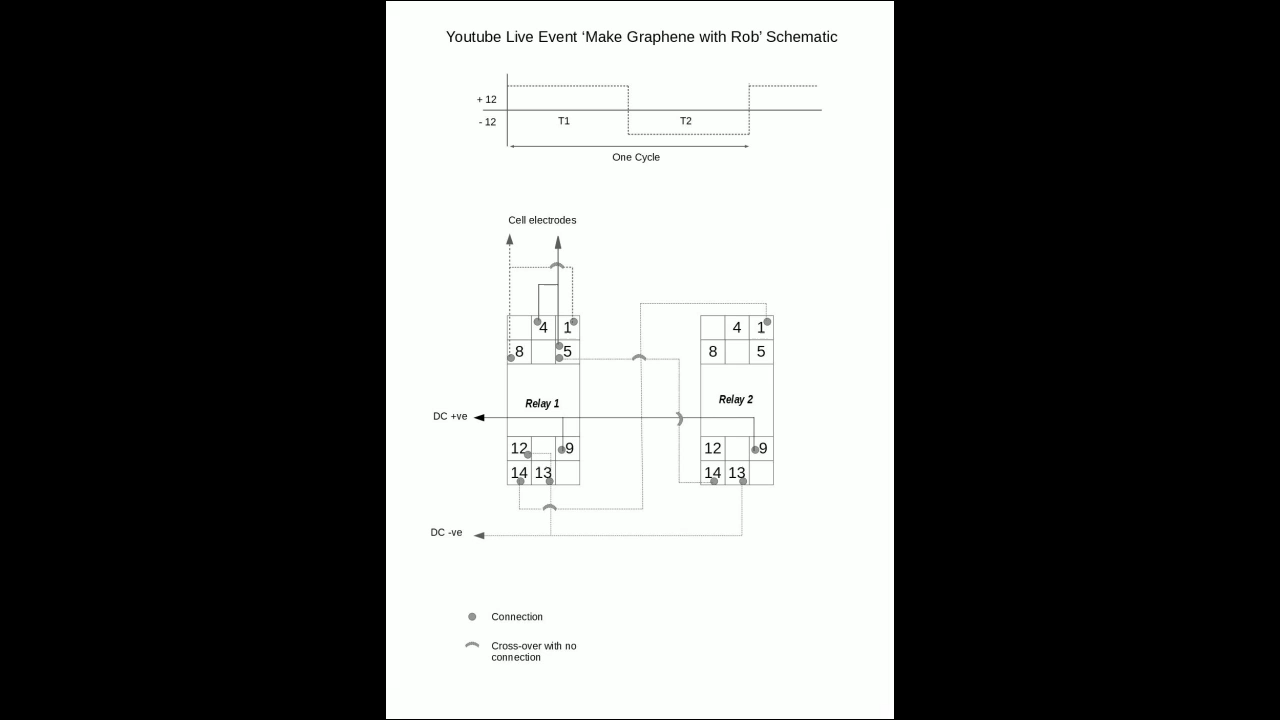 Youtube Live Event ‘Make Graphene with Rob’ Schematic
+ 12
- 12
T1
T2
One Cycle
Cell electrodes
4
1
8
5
4
1
8
5
Relay 1
Relay 2
DC +ve
12
9
14
13
12
9
14
13
DC -ve
Connection
Cross-over with no
connection